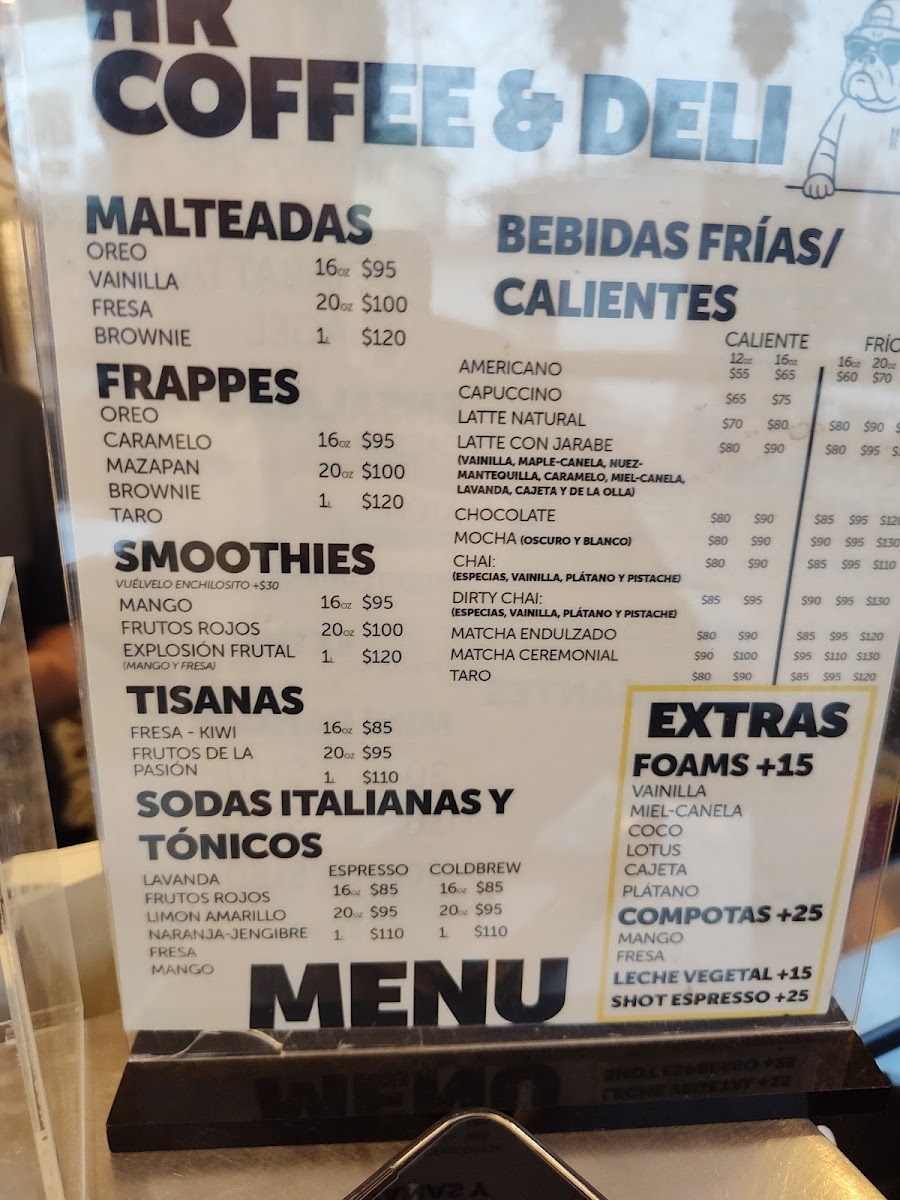 HR
COFFEE & DELI
MALTEADAS
OREO
VAINILLA
FRESA
BROWNIE
16oz $95
20oz $100
1L $120
FRAPPES
OREO
CARAMELO
MAZAPAN
BROWNIE
TARO
16oz $95
20oz $100
1L $120
SMOOTHIES
VUÉLVELO ENCHILOSITO +$30
MANGO
FRUTOS ROJOS
EXPLOSIÓN FRUTAL
(MANGO Y FRESA)
16oz $95
20oz $100
1L $120
TISANAS
FRESA - KIWI
FRUTOS DE LA
PASIÓN
16oz $85
20oz $95
1L $110
SODAS ITALIANAS Y
TÓNICOS
LAVANDA
FRUTOS ROJOS
LIMON AMARILLO
NARANJA-JENGIBRE
FRESA
MANGO
ESPRESSO COLDBREW
16oz $85 16oz $85
20oz $95 20oz $95
1L $110 1L $110
BEBIDAS FRÍAS/
CALIENTES
CALIENTE FRÍO
12oz 16oz 16oz 20oz
AMERICANO $55 $65 $60 $70
CAPUCCINO $65 $75
LATTE NATURAL $70 $80 $80 $90
LATTE CON JARABE $80 $90 $80 $95
(VAINILLA, MAPLE-CANELA, NUEZ-
MANTEQUILLA, CARAMELO, MIEL-CANELA,
LAVANDA, CAJETA Y DE LA OLLA)
CHOCOLATE $80 $90 $85 $95 $120
MOCHA (OSCURO Y BLANCO) $80 $90 $90 $95 $130
CHAI: $80 $90 $85 $95 $110
(ESPECIAS, VAINILLA, PLÁTANO Y PISTACHE)
DIRTY CHAI: $85 $95 $90 $95 $130
(ESPECIAS, VAINILLA, PLÁTANO Y PISTACHE)
MATCHA ENDULZADO $80 $90 $85 $95 $120
MATCHA CEREMONIAL $90 $100 $95 $110 $130
TARO $80 $90 $85 $95 $120
EXTRAS
FOAMS +15
VAINILLA
MIEL-CANELA
COCO
LOTUS
CAJETA
PLÁTANO
COMPOTAS +25
MANGO
FRESA
LECHE VEGETAL +15
SHOT ESPRESSO +25
MENU